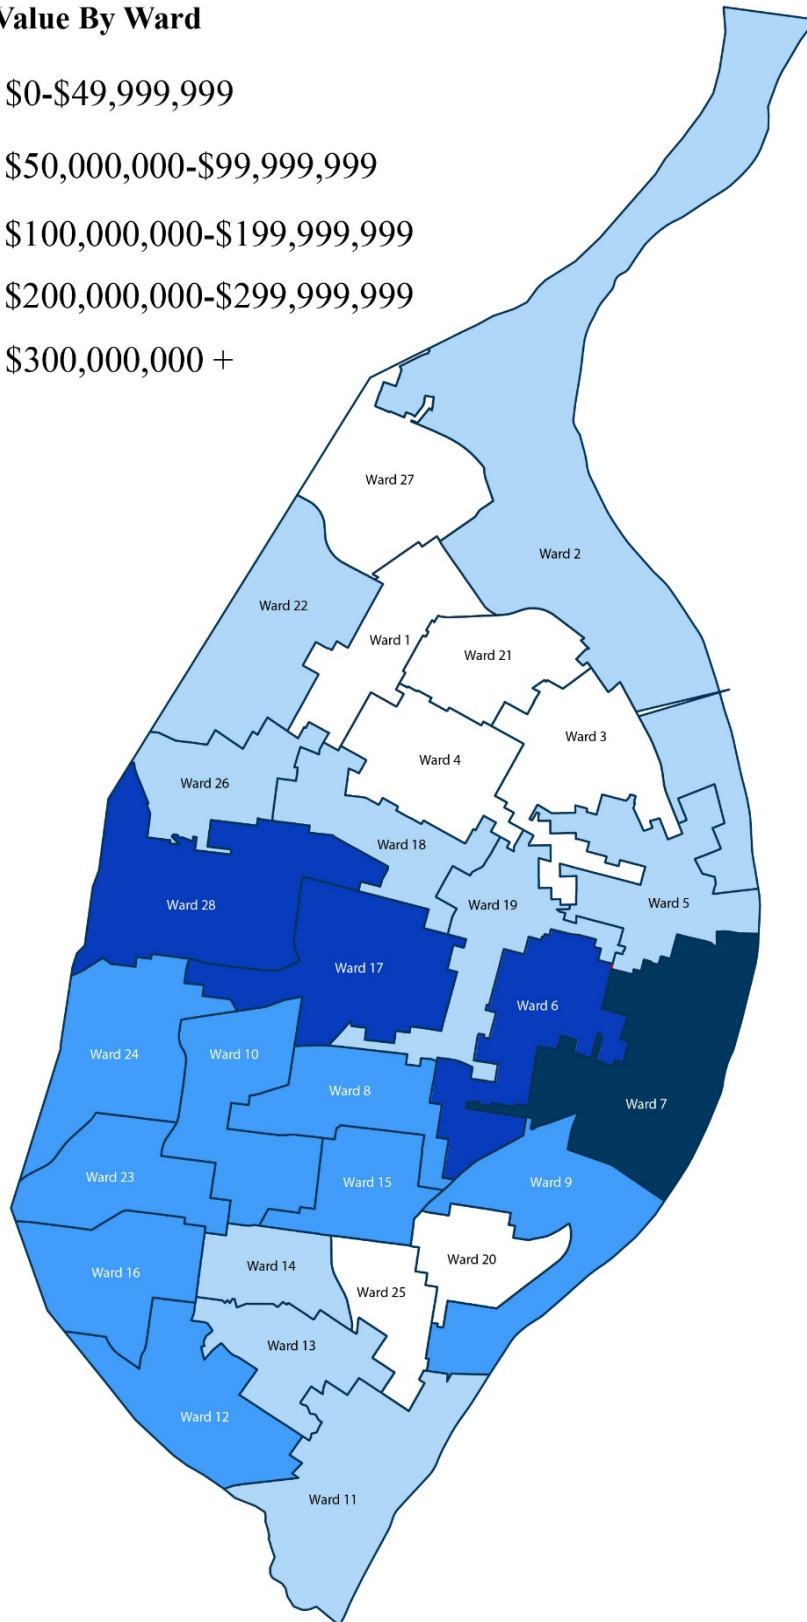 Value By Ward
$0-$49,999,999
$50,000,000-$99,999,999
$100,000,000-$199,999,999
$200,000,000-$299,999,999
$300,000,000 +
Ward 27
Ward 2
Ward 22
Ward 1
Ward 21
Ward 3
Ward 4
Ward 26
Ward 18
Ward 28
Ward 19
Ward 5
Ward 17
Ward 6
Ward 24
Ward 10
Ward 8
Ward 7
Ward 23
Ward 15
Ward 9
Ward 14
Ward 20
Ward 16
Ward 25
Ward 13
Ward 12
Ward 11